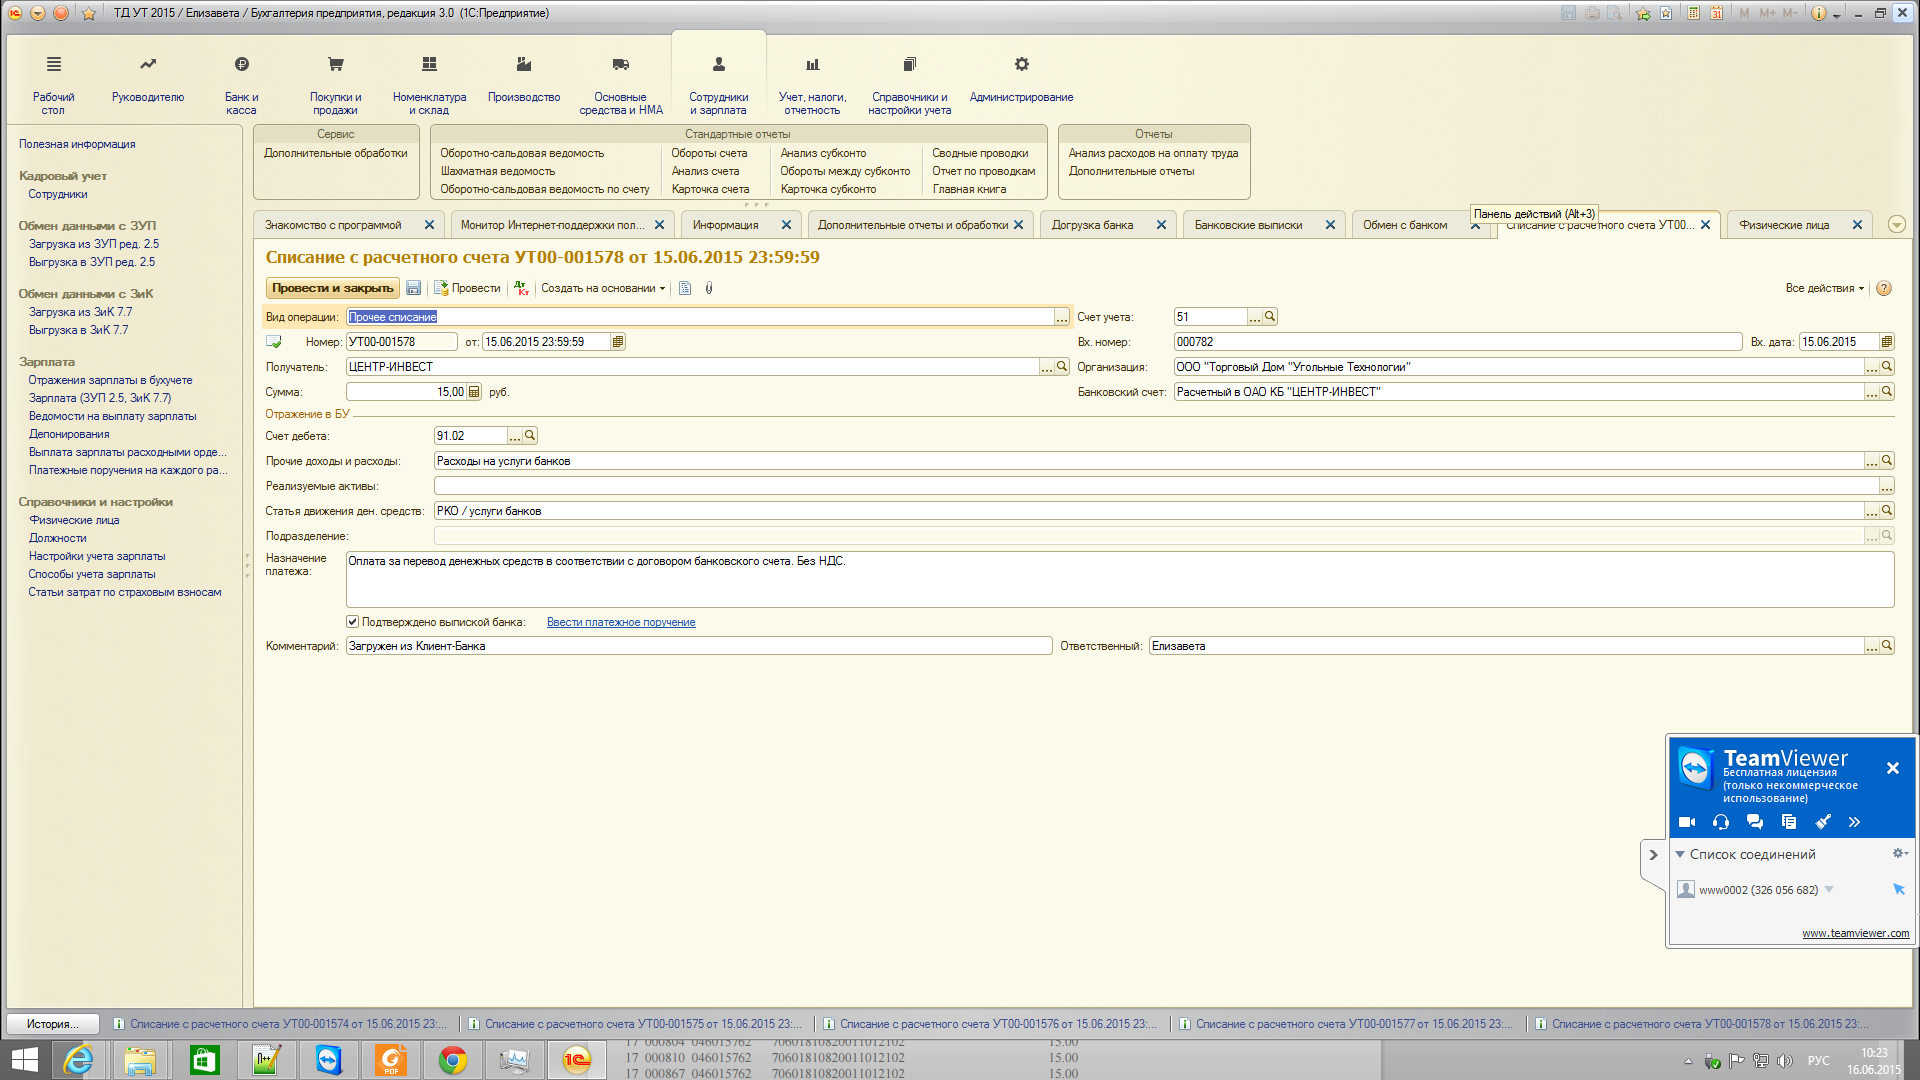 ТД УТ 2015 / Елизавета / Бухгалтерия предприятия, редакция 3.0 (1С:Предприятие)
M M+ M-
Рабочий стол
Руководителю
Банк и касса
Покупки и продажи
Номенклатура и склад
Производство
Основные средства и НМА
Сотрудники и зарплата
Учет, налоги, отчетность
Справочники и настройки учета
Администрирование
Полезная информация
Кадровый учет
Сотрудники
Обмен данными с ЗУП
Загрузка из ЗУП ред. 2.5
Выгрузка в ЗУП ред. 2.5
Обмен данными с ЗиК
Загрузка из ЗиК 7.7
Выгрузка в ЗиК 7.7
Зарплата
Отражения зарплаты в бухучете
Зарплата (ЗУП 2.5, ЗиК 7.7)
Ведомости на выплату зарплаты
Депонирования
Выплата зарплаты расходными орде...
Платежные поручения на каждого ра...
Справочники и настройки
Физические лица
Должности
Настройки учета зарплаты
Способы учета зарплаты
Статьи затрат по страховым взносам
Сервис
Дополнительные обработки
Стандартные отчеты
Оборотно-сальдовая ведомость
Шахматная ведомость
Оборотно-сальдовая ведомость по счету
Обороты счета
Анализ счета
Карточка счета
Анализ субконто
Обороты между субконто
Карточка субконто
Сводные проводки
Отчет по проводкам
Главная книга
Отчеты
Анализ расходов на оплату труда
Дополнительные отчеты
Панель действий (Alt+3)
Знакомство с программой
Монитор Интернет-поддержки пол...
Информация
Дополнительные отчеты и обработки
Догрузка банка
Банковские выписки
Обмен с банком
Списание с расчетного счета УТ00...
Физические лица
Списание с расчетного счета УТ00-001578 от 15.06.2015 23:59:59
Провести и закрыть
Провести
Дт Кт
Создать на основании
Все действия
Вид операции: Прочее списание
Счет учета: 51
Номер: УТ00-001578 от: 15.06.2015 23:59:59
Вх. номер: 000782 Вх. дата: 15.06.2015
Получатель: ЦЕНТР-ИНВЕСТ
Организация: ООО "Торговый Дом "Угольные Технологии"
Сумма: 15,00 руб.
Банковский счет: Расчетный в ОАО КБ "ЦЕНТР-ИНВЕСТ"
Отражение в БУ
Счет дебета: 91.02
Прочие доходы и расходы: Расходы на услуги банков
Реализуемые активы:
Статья движения ден. средств: РКО / услуги банков
Подразделение:
Назначение платежа: Оплата за перевод денежных средств в соответствии с договором банковского счета. Без НДС.
Подтверждено выпиской банка: Ввести платежное поручение
Комментарий: Загружен из Клиент-Банка
Ответственный: Елизавета
TeamViewer
Бесплатная лицензия
(только некоммерческое
использование)
Список соединений
www0002 (326 056 682)
www.teamviewer.com
История...
Списание с расчетного счета УТ00-001574 от 15.06.2015 23:...
Списание с расчетного счета УТ00-001575 от 15.06.2015 23:...
Списание с расчетного счета УТ00-001576 от 15.06.2015 23:...
Списание с расчетного счета УТ00-001577 от 15.06.2015 23:...
Списание с расчетного счета УТ00-001578 от 15.06.2015 23:...
17 000804 046015762 70601810820011012102 15.00
17 000810 046015762 70601810820011012102 15.00
17 000867 046015762 70601810820011012102 15.00
PDF
РУС
10:23
16.06.2015